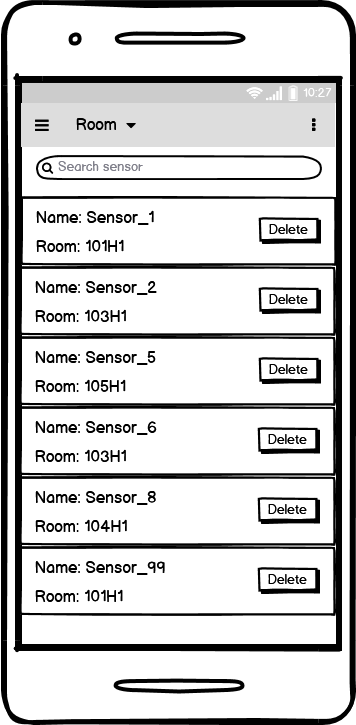 10:27
Room
Search sensor
Name: Sensor_1
Room: 101H1
Delete
Name: Sensor_2
Room: 103H1
Delete
Name: Sensor_5
Room: 105H1
Delete
Name: Sensor_6
Room: 103H1
Delete
Name: Sensor_8
Room: 104H1
Delete
Name: Sensor_99
Room: 101H1
Delete